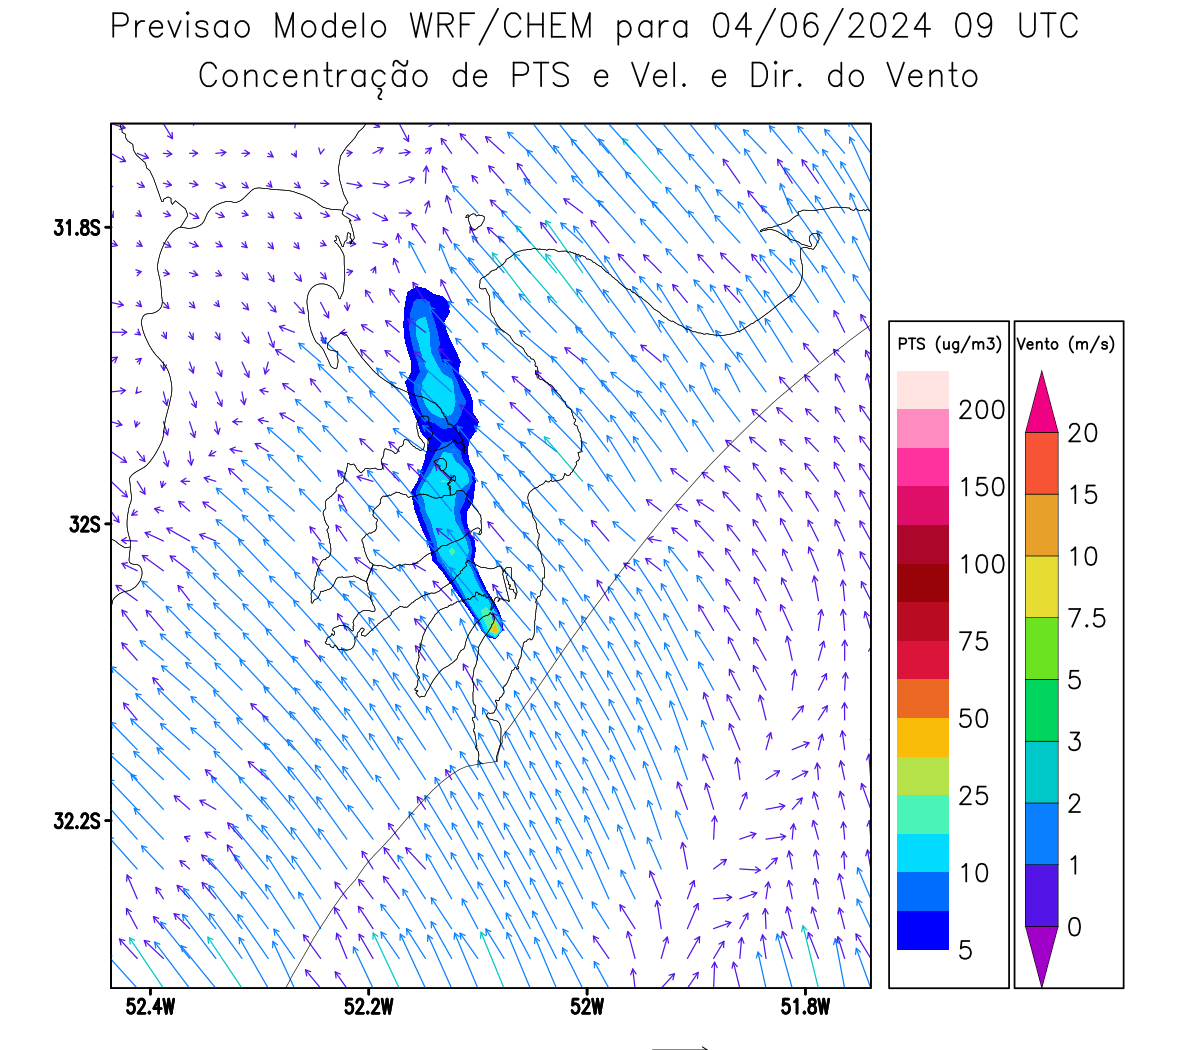 Previsao Modelo WRF/CHEM para 04/06/2024 09 UTC
Concentração de PTS e Vel. e Dir. do Vento
31.8S
32S
32.2S
52.4W
52.2W
52W
51.8W
PTS (ug/m3)
200
150
100
75
50
25
10
5
Vento (m/s)
20
15
10
7.5
5
3
2
1
0